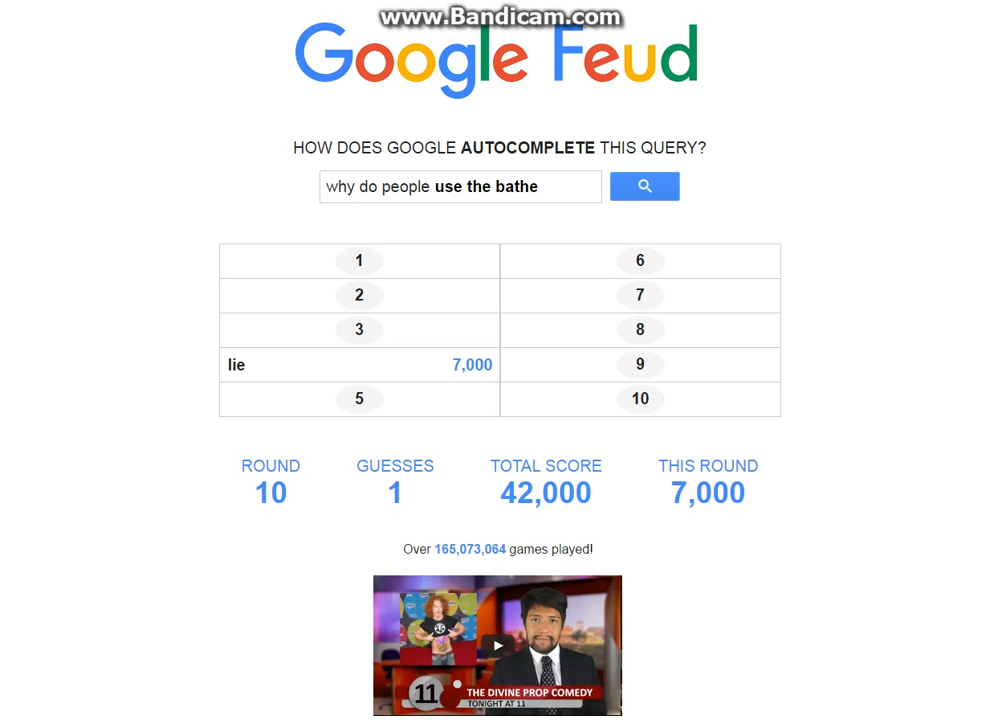 www.Bandicam.com
Google Feud
HOW DOES GOOGLE AUTOCOMPLETE THIS QUERY?
why do people use the bathe
1
6
2
7
3
8
lie 7,000
9
5
10
ROUND GUESSES TOTAL SCORE THIS ROUND
10 1 42,000 7,000
Over 165,073,064 games played!
11 THE DIVINE PROP COMEDY
TONIGHT AT 11